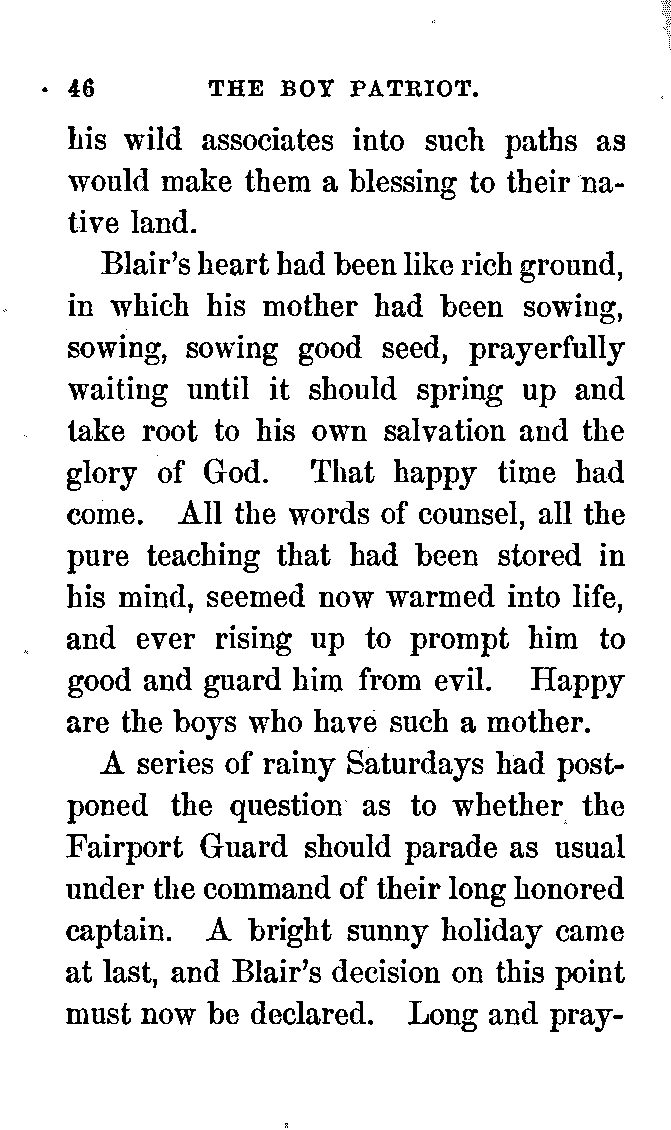 46 THE BOY PATRIOT.
his wild associates into such paths as
would make them a blessing to their na-
tive land.
Blair's heart had been like rich ground,
in which his mother had been sowing,
sowing, sowing good seed, prayerfully
waiting until it should spring up and
take root to his own salvation and the
glory of God. That happy time had
come. All the words of counsel, all the
pure teaching that had been stored in
his mind, seemed now warmed into life,
and ever rising up to prompt him to
good and guard him from evil. Happy
are the boys who have such a mother.
A series of rainy Saturdays had post-
poned the question as to whether the
Fairport Guard should parade as usual
under the command of their long honored
captain. A bright sunny holiday came
at last, and Blair's decision on this point
must now be declared. Long and pray-